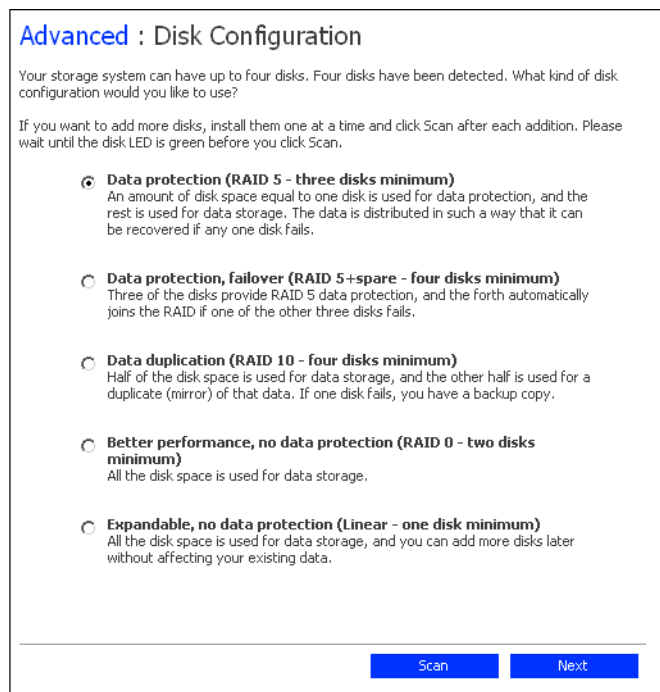 Advanced : Disk Configuration
Your storage system can have up to four disks. Four disks have been detected. What kind of disk
configuration would you like to use?
If you want to add more disks, install them one at a time and click Scan after each addition. Please
wait until the disk LED is green before you click Scan.
Data protection (RAID 5 - three disks minimum)
An amount of disk space equal to one disk is used for data protection, and the
rest is used for data storage. The data is distributed in such a way that it can
be recovered if any one disk fails.
Data protection, failover (RAID 5+spare - four disks minimum)
Three of the disks provide RAID 5 data protection, and the forth automatically
joins the RAID if one of the other three disks fails.
Data duplication (RAID 10 - four disks minimum)
Half of the disk space is used for data storage, and the other half is used for a
duplicate (mirror) of that data. If one disk fails, you have a backup copy.
Better performance, no data protection (RAID 0 - two disks
minimum)
All the disk space is used for data storage.
Expandable, no data protection (Linear - one disk minimum)
All the disk space is used for data storage, and you can add more disks later
without affecting your existing data.
Scan
Next